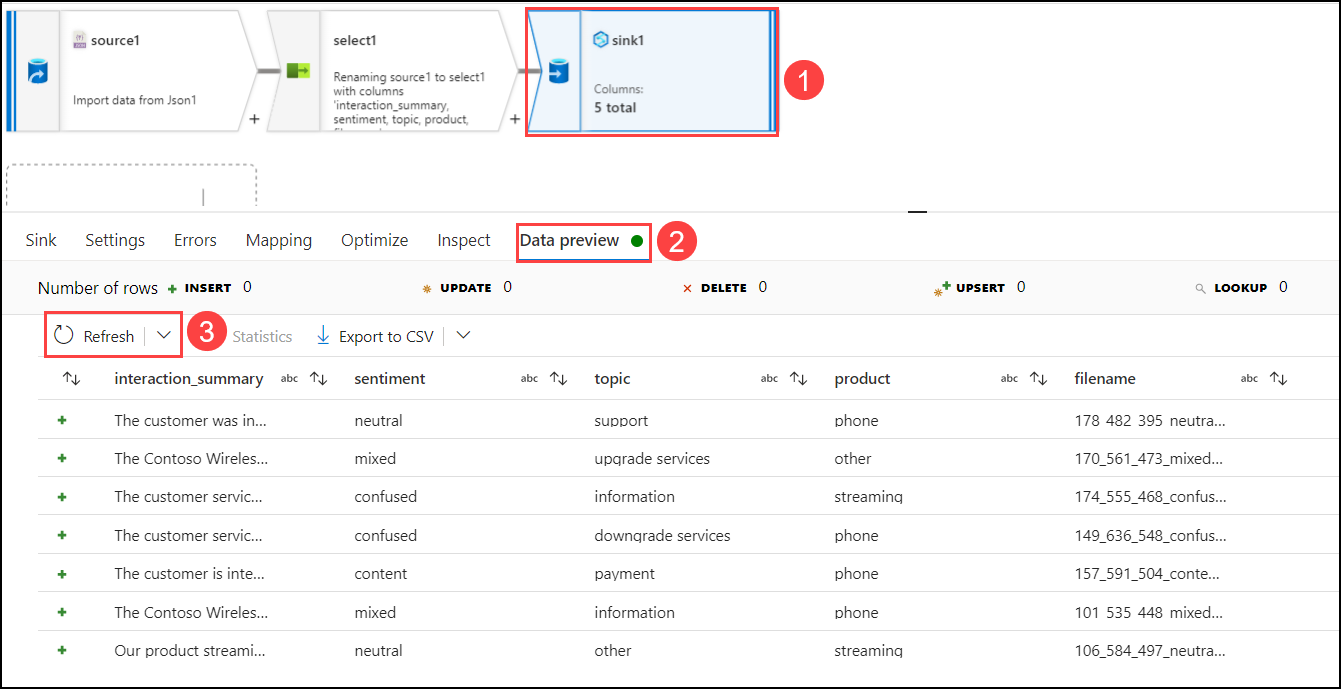 source1
Import data from Json1
+
select1
Renaming source1 to select1
with columns
'interaction_summary,
sentiment, topic, product,
+
sink1
Columns:
5 total
1
Sink Settings Errors Mapping Optimize Inspect Data preview 2
Number of rows + INSERT 0 UPDATE 0 × DELETE 0 UPSERT 0 LOOKUP 0
Refresh 3 Statistics Export to CSV
interaction_summary abc sentiment abc topic abc product abc filename abc
+ The customer was in... neutral support phone 178_482_395_neutra...
+ The Contoso Wireles... mixed upgrade services other 170_561_473_mixed...
+ The customer servic... confused information streaming 174_555_468_confus...
+ The customer servic... confused downgrade services phone 149_636_548_confus...
+ The customer is inte... content payment phone 157_591_504_conte...
+ The Contoso Wireles... mixed information phone 101_535_448_mixed...
+ Our product streami... neutral other streaming 106_584_497_neutra...